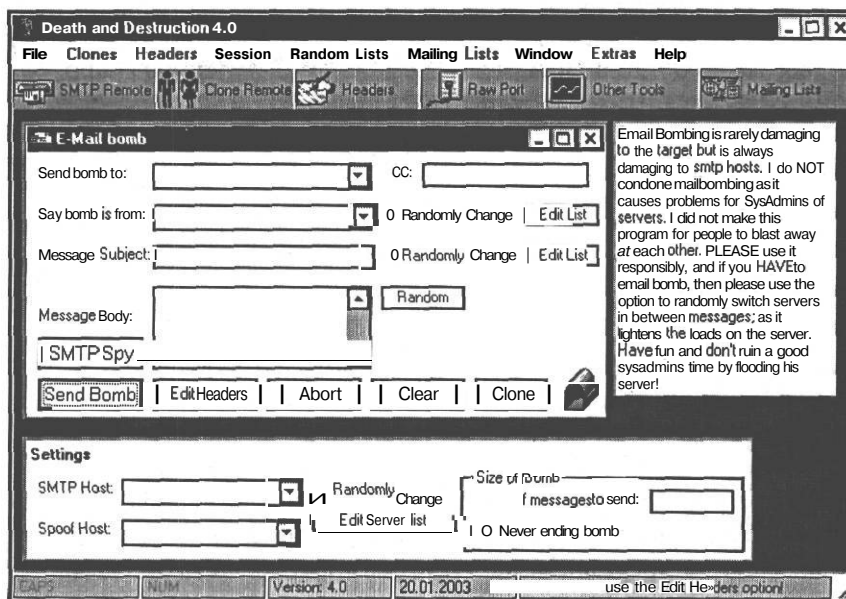 Death and Destruction 4.0
File Clones Headers Session Random Lists Mailing Lists Window Extras Help
SMTP Remote Clone Remote Headers Raw Port Other Tools Mailing Lists
E-Mail bomb
Send bomb to: CC:
Say bomb is from: 0 Randomly Change Edit List
Message Subject: 0 Randomly Change Edit List
Random
Message Body:
SMTP Spy
Send Bomb Edit Headers Abort Clear Clone
Email Bombing is rarely damaging
to the target but is always
damaging to smtp hosts. I do NOT
condone mailbombing as it
causes problems for SysAdmins of
servers. I did not make this
program for people to blast away
at each other. PLEASE use it
responsibly, and if you HAVE to
email bomb, then please use the
option to randomly switch servers
in between messages; as it
lightens the loads on the server.
Have fun and don't ruin a good
sysadmins time by flooding his
server!
Settings
SMTP Host: Randomly Change
Edit Server list
Spoof Host:
Size of Bomb
f messages to send:
O Never ending bomb
CAPS NUM Version: 4.0 20.01.2003 use the Edit He»ders option!